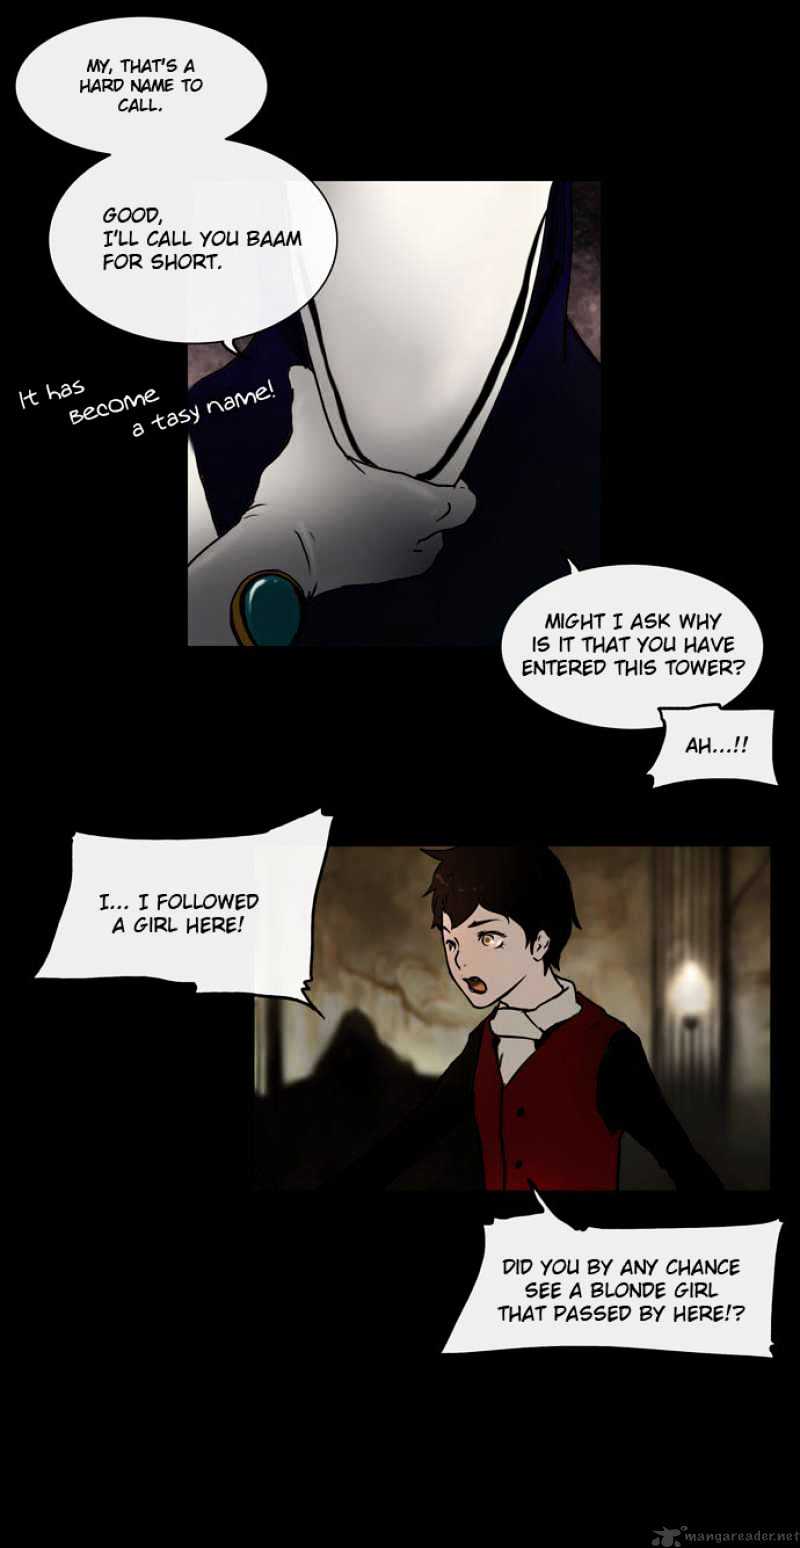 MY, THAT'S A
HARD NAME TO
CALL.
GOOD,
I'LL CALL YOU BAAM
FOR SHORT.
It has
become
a tasy name!
MIGHT I ASK WHY
IS IT THAT YOU HAVE
ENTERED THIS TOWER?
AH...!!
I... I FOLLOWED
A GIRL HERE!
DID YOU BY ANY CHANCE
SEE A BLONDE GIRL
THAT PASSED BY HERE!?
mangareader.net